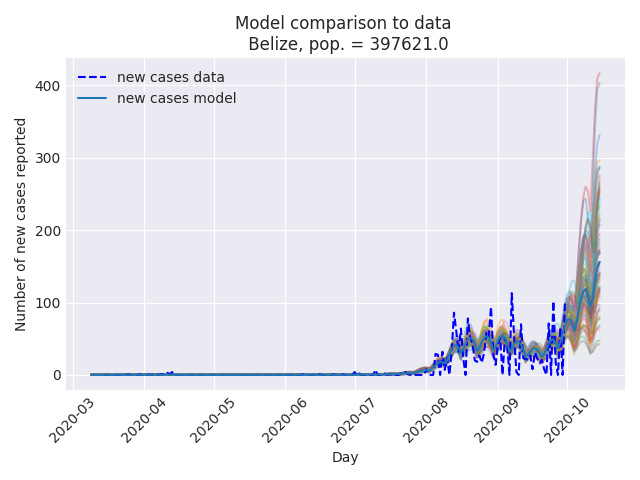 Model comparison to data
Belize, pop. = 397621.0
new cases data
new cases model
Number of new cases reported
400
300
200
100
0
2020-03
2020-04
2020-05
2020-06
2020-07
2020-08
2020-09
2020-10
Day